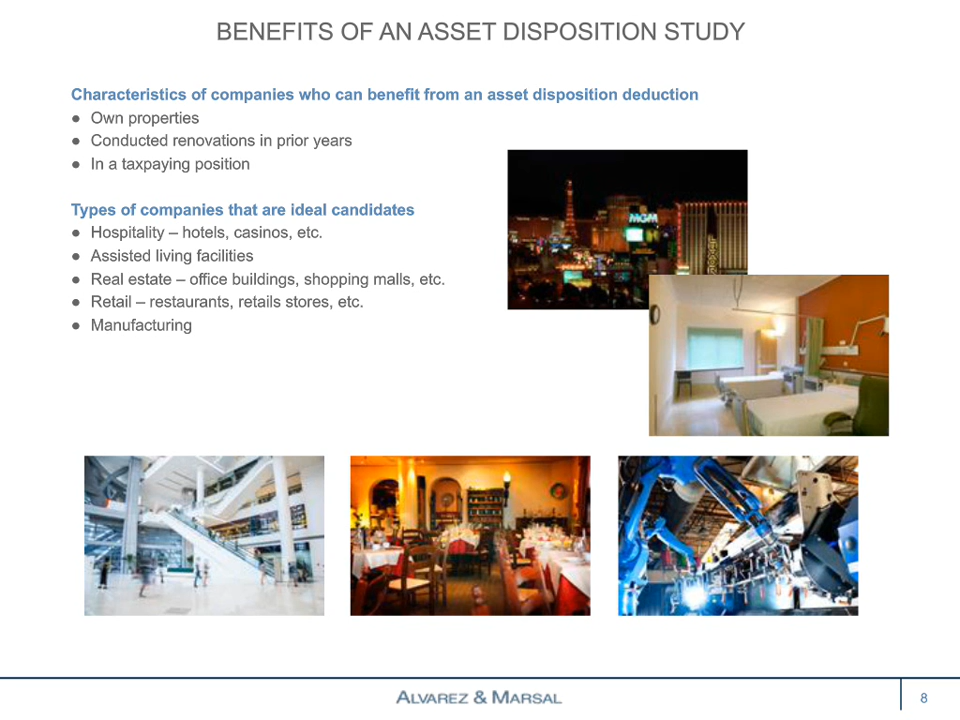 BENEFITS OF AN ASSET DISPOSITION STUDY
Characteristics of companies who can benefit from an asset disposition deduction
● Own properties
● Conducted renovations in prior years
● In a taxpaying position
Types of companies that are ideal candidates
● Hospitality – hotels, casinos, etc.
● Assisted living facilities
● Real estate – office buildings, shopping malls, etc.
● Retail – restaurants, retails stores, etc.
● Manufacturing
MGM
ALVAREZ & MARSAL
8